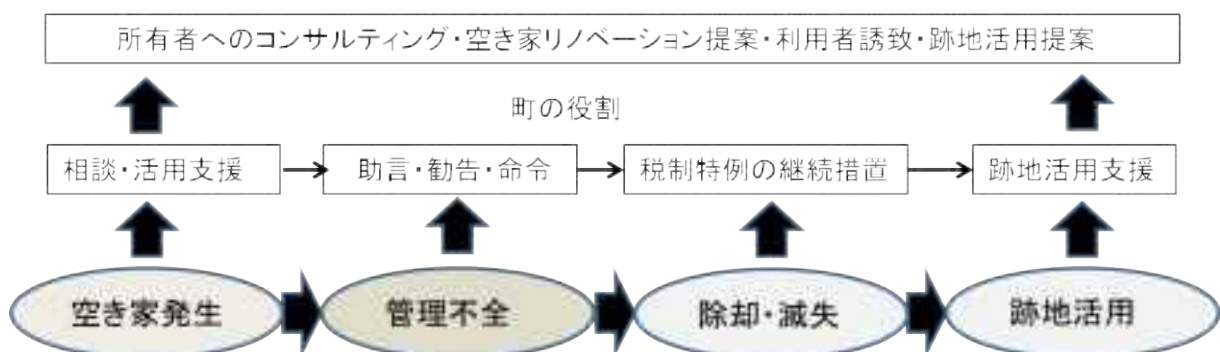 所有者へのコンサルティング・空き家リノベーション提案・利用者誘致・跡地活用提案
町の役割
相談・活用支援
助言・勧告・命令
税制特例の継続措置
跡地活用支援
空き家発生
管理不全
除却・滅失
跡地活用